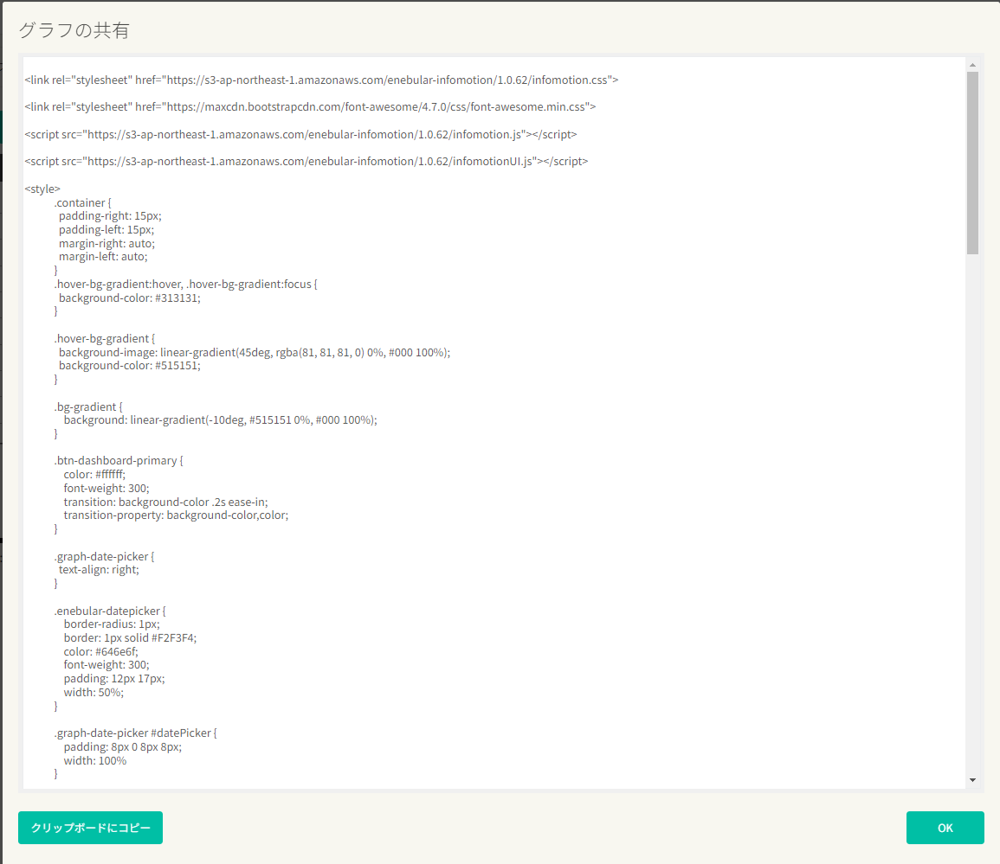 グラフの共有
<link rel="stylesheet" href="https://s3-ap-northeast-1.amazonaws.com/enebular-infomotion/1.0.62/infomotion.css">
<link rel="stylesheet" href="https://maxcdn.bootstrapcdn.com/font-awesome/4.7.0/css/font-awesome.min.css">
<script src="https://s3-ap-northeast-1.amazonaws.com/enebular-infomotion/1.0.62/infomotion.js"></script>
<script src="https://s3-ap-northeast-1.amazonaws.com/enebular-infomotion/1.0.62/infomotionUI.js"></script>
<style>
.container {
padding-right: 15px;
padding-left: 15px;
margin-right: auto;
margin-left: auto;
}
.hover-bg-gradient:hover, .hover-bg-gradient:focus {
background-color: #313131;
}
.hover-bg-gradient {
background-image: linear-gradient(45deg, rgba(81, 81, 81, 0) 0%, #000 100%);
background-color: #515151;
}
.bg-gradient {
background: linear-gradient(-10deg, #515151 0%, #000 100%);
}
.btn-dashboard-primary {
color: #ffffff;
font-weight: 300;
transition: background-color .2s ease-in;
transition-property: background-color,color;
}
.graph-date-picker {
text-align: right;
}
.enebular-datepicker {
border-radius: 1px;
border: 1px solid #F2F3F4;
color: #646e6f;
font-weight: 300;
padding: 12px 17px;
width: 50%;
}
.graph-date-picker #datePicker {
padding: 8px 0 8px 8px;
width: 100%
}
クリップボードにコピー
OK